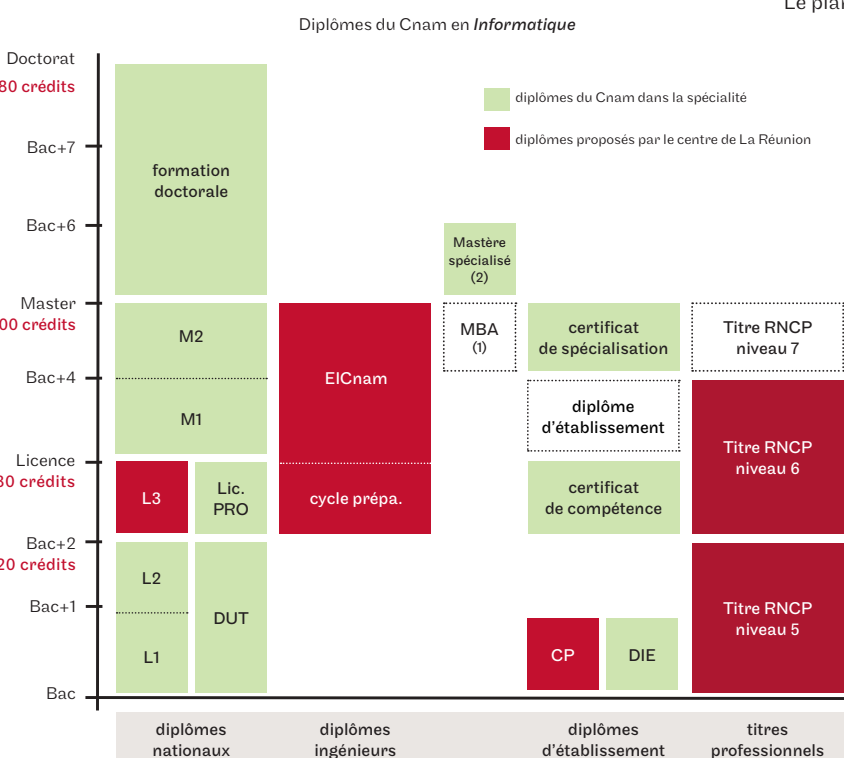 Le plan
Diplômes du Cnam en Informatique
Doctorat
80 crédits
diplômes du Cnam dans la spécialité
diplômes proposés par le centre de La Réunion
Bac+7
formation
doctorale
Bac+6
Mastère
spécialisé
(2)
Master
00 crédits
M2
EICnam
MBA
(1)
certificat
de spécialisation
Titre RNCP
niveau 7
Bac+4
M1
diplôme
d'établissement
Titre RNCP
niveau 6
Licence
80 crédits
L3
Lic.
PRO
cycle prépa.
certificat
de compétence
Bac+2
20 crédits
L2
Bac+1
DUT
Titre RNCP
niveau 5
L1
CP
DIE
Bac
diplômes
nationaux
diplômes
ingénieurs
diplômes
d'établissement
titres
professionnels